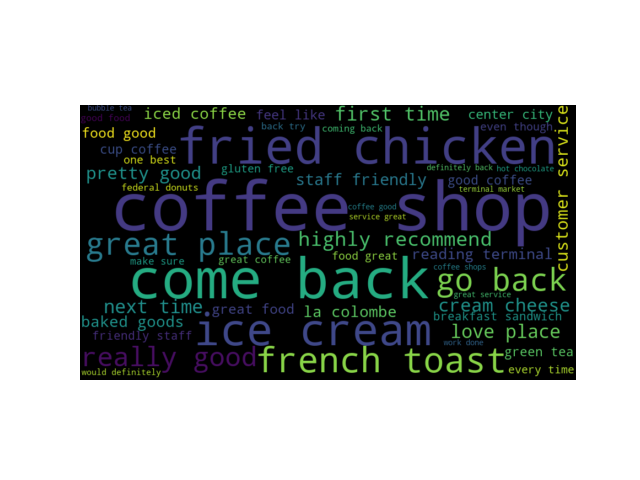 bubble tea
good food
iced coffee
feel like
first time
center city
customer service
food good
fried chicken
back try
coming back
even though
cup coffee
one best
pretty good
gluten free
definitely back
hot chocolate
federal donuts
staff friendly
good coffee
terminal market
coffee shop
coffee good
service great
great place
highly recommend
make sure
great coffee
food great
reading terminal
come back
coffee shops
go back
great service
next time
great food
la colombe
cream cheese
breakfast sandwich
baked goods
friendly staff
ice cream
love place
work done
really good
french toast
green tea
would definitely
every time